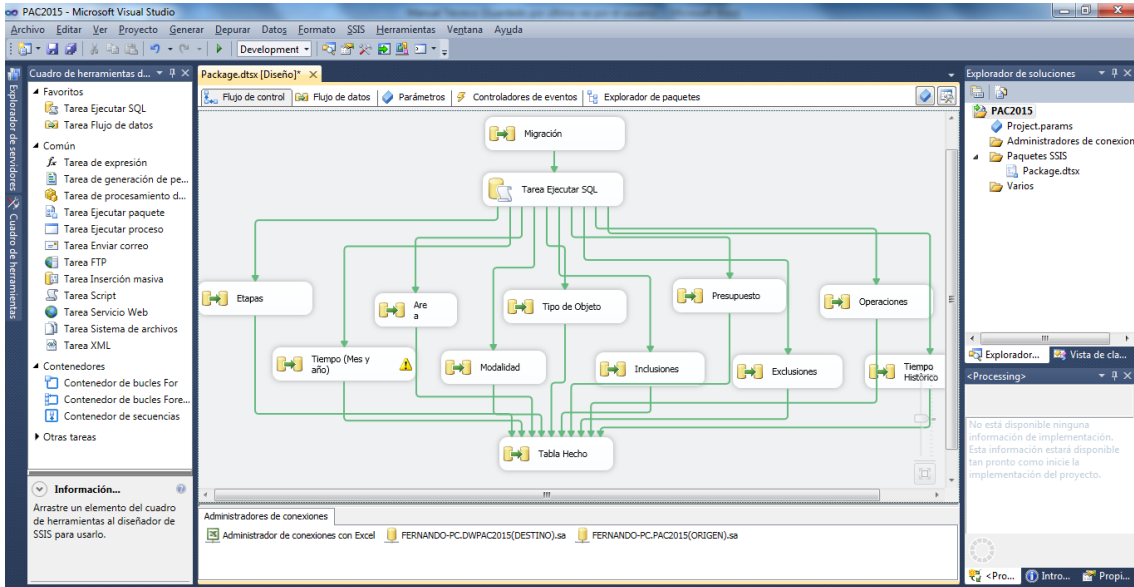 PAC2015 - Microsoft Visual Studio
Archivo Editar Ver Proyecto Generar Depurar Datos Formato SSIS Herramientas Ventana Ayuda
Development
Explorador de servidores
Cuadro de herramientas
Cuadro de herramientas d...
Favoritos
Tarea Ejecutar SQL
Tarea Flujo de datos
Común
Tarea de expresión
Tarea de generación de pe...
Tarea de procesamiento d...
Tarea Ejecutar paquete
Tarea Ejecutar proceso
Tarea Enviar correo
Tarea FTP
Tarea Inserción masiva
Tarea Script
Tarea Servicio Web
Tarea Sistema de archivos
Tarea XML
Contenedores
Contenedor de bucles For
Contenedor de bucles Fore...
Contenedor de secuencias
Otras tareas
Información...
Arrastre un elemento del cuadro
de herramientas al diseñador de
SSIS para usarlo.
Package.dtsx [Diseño]*
Flujo de control Flujo de datos Parámetros Controladores de eventos Explorador de paquetes
Migración
Tarea Ejecutar SQL
Etapas
Are
a
Tipo de Objeto
Presupuesto
Operaciones
Tiempo (Mes y
año)
Modalidad
Inclusiones
Exclusiones
Tiempo
Histórico
Tabla Hecho
Administradores de conexiones
Administrador de conexiones con Excel FERNANDO-PC.DWPAC2015(DESTINO).sa FERNANDO-PC.PAC2015(ORIGEN).sa
Explorador de soluciones
PAC2015
Project.params
Administradores de conexion
Paquetes SSIS
Package.dtsx
Varios
Explorador... Vista de cla...
<Processing>
No está disponible ninguna
información de implementación.
Esta información estará disponible
tan pronto como inicie la
implementación del proyecto.
<Pro... Intro... Propi...